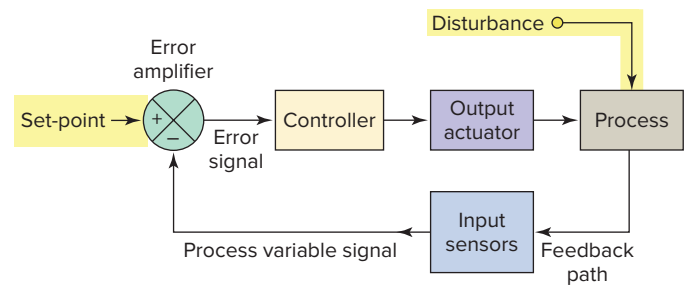 Disturbance
Error
amplifier
Set-point
+
−
Error
signal
Controller
Output
actuator
Process
Input
sensors
Process variable signal
Feedback
path